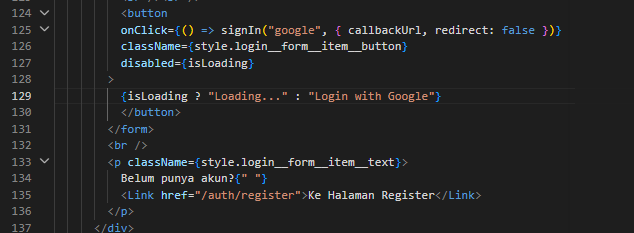 124 <button
125 onClick={() => signIn("google", { callbackUrl, redirect: false })}
126 className={style.login__form__item__button}
127 disabled={isLoading}
128 >
129 {isLoading ? "Loading..." : "Login with Google"}
130 </button>
131 </form>
132 <br />
133 <p className={style.login__form__item__text}>
134 Belum punya akun?{" "}
135 <Link href="/auth/register">Ke Halaman Register</Link>
136 </p>
137 </div>